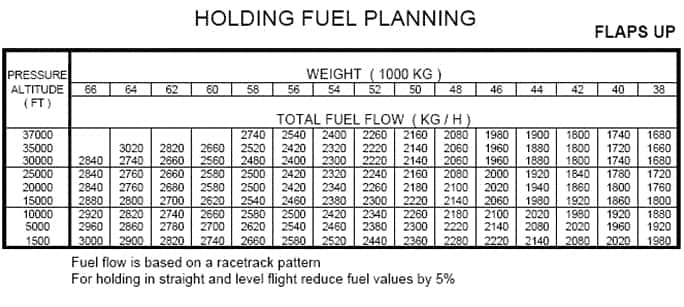 HOLDING FUEL PLANNING
FLAPS UP
PRESSURE ALTITUDE ( FT )
WEIGHT ( 1000 KG )
66 64 62 60 58 56 54 52 50 48 46 44 42 40 38
TOTAL FUEL FLOW ( KG / H )
37000 2740 2540 2400 2260 2160 2080 1980 1900 1800 1740 1680
35000 3020 2820 2660 2520 2420 2320 2220 2140 2060 1960 1880 1800 1720 1660
30000 2840 2740 2660 2560 2480 2400 2300 2220 2140 2060 1960 1880 1800 1740 1680
25000 2840 2760 2660 2580 2500 2420 2320 2240 2160 2080 2000 1920 1840 1780 1720
20000 2840 2760 2680 2580 2500 2420 2340 2260 2180 2100 2020 1940 1860 1800 1760
15000 2880 2800 2700 2620 2540 2460 2380 2300 2220 2140 2060 1980 1920 1860 1800
10000 2920 2820 2740 2660 2580 2500 2420 2340 2260 2180 2100 2020 1980 1920 1880
5000 2960 2860 2780 2700 2620 2540 2460 2380 2300 2220 2140 2080 2020 1960 1920
1500 3000 2900 2820 2740 2660 2580 2520 2440 2360 2280 2220 2140 2080 2020 1980
Fuel flow is based on a racetrack pattern
For holding in straight and level flight reduce fuel values by 5%